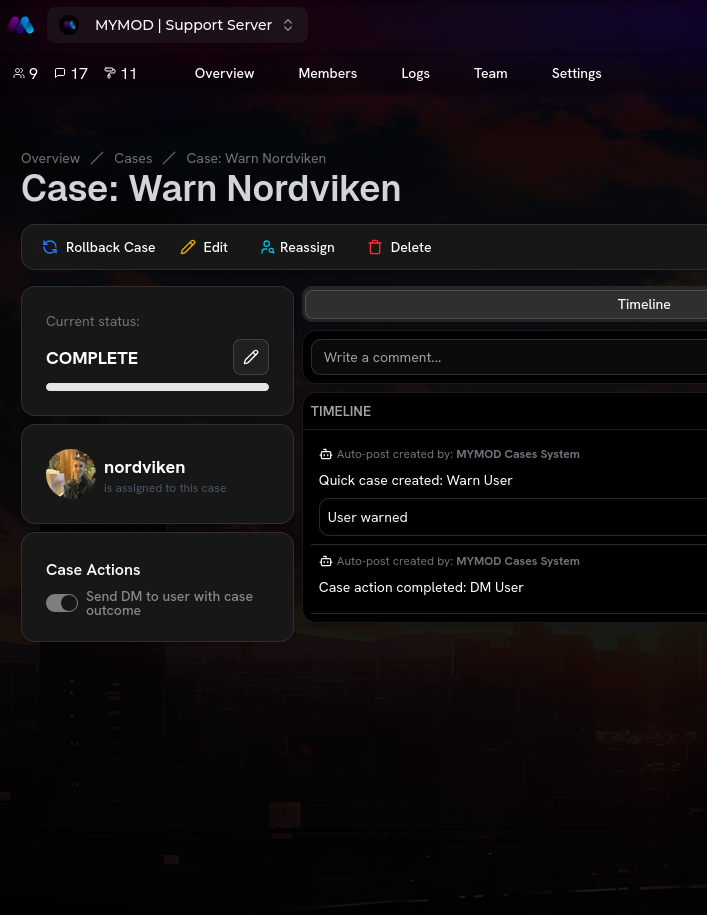 MYMOD | Support Server
9 17 11 Overview Members Logs Team Settings
Overview / Cases / Case: Warn Nordviken
Case: Warn Nordviken
Rollback Case Edit Reassign Delete
Current status:
COMPLETE
nordviken
is assigned to this case
Case Actions
Send DM to user with case
outcome
Timeline
Write a comment...
TIMELINE
Auto-post created by: MYMOD Cases System
Quick case created: Warn User
User warned
Auto-post created by: MYMOD Cases System
Case action completed: DM User